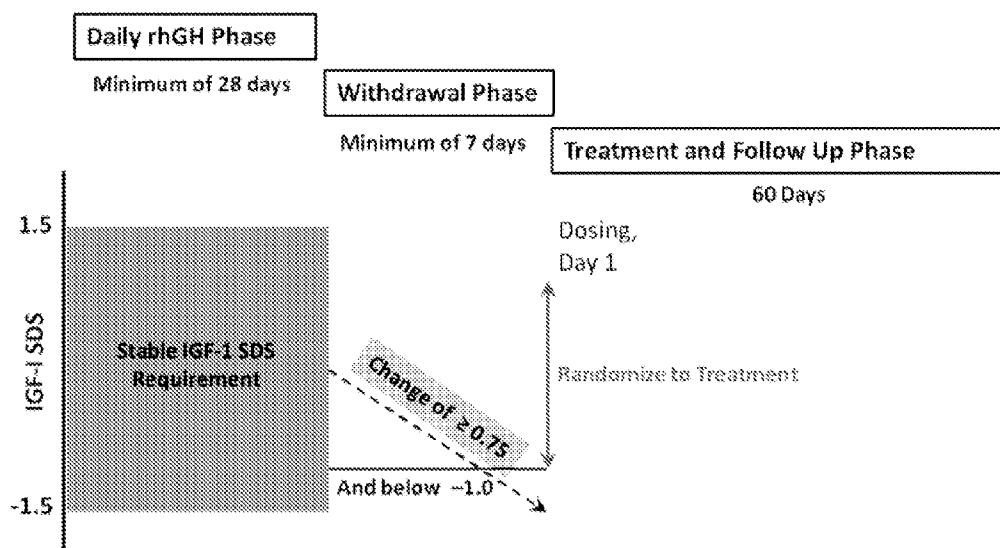 Daily rhGH Phase
Minimum of 28 days
Withdrawal Phase
Minimum of 7 days
Treatment and Follow Up Phase
60 Days
1.5
Dosing,
Day 1
IGF-I SDS
Stable IGF-1 SDS
Requirement
Change of ≥ 0.75
Randomize to Treatment
And below –1.0
-1.5